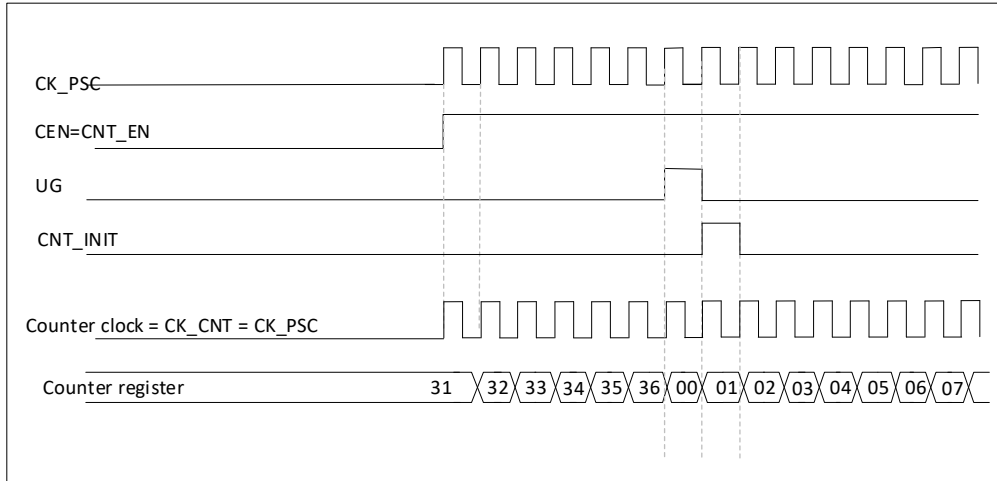 CK_PSC
CEN=CNT_EN
UG
CNT_INIT
Counter clock = CK_CNT = CK_PSC
Counter register 31 32 33 34 35 36 00 01 02 03 04 05 06 07